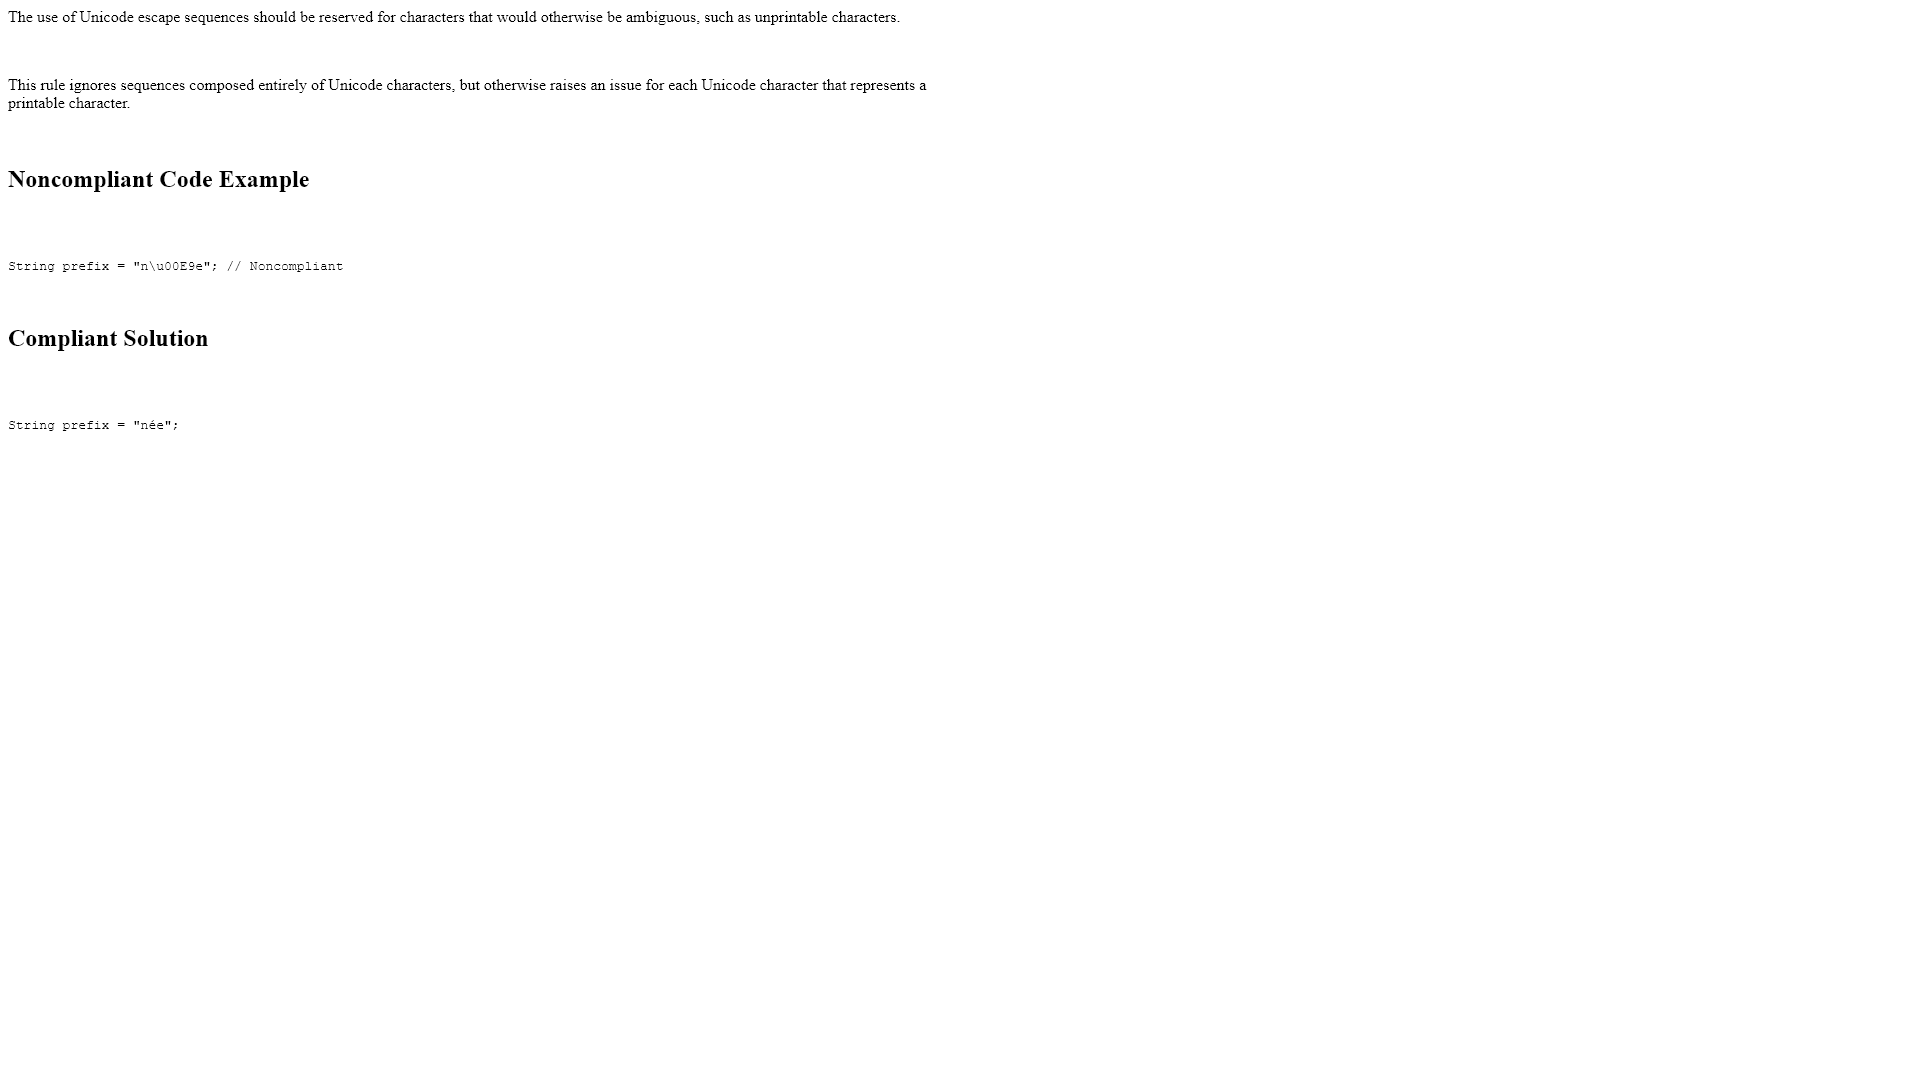 The use of Unicode escape sequences should be reserved for characters that would otherwise be ambiguous, such as unprintable characters.
This rule ignores sequences composed entirely of Unicode characters, but otherwise raises an issue for each Unicode character that represents a
printable character.
Noncompliant Code Example
String prefix = "n\u00E9e"; // Noncompliant
Compliant Solution
String prefix = "née";